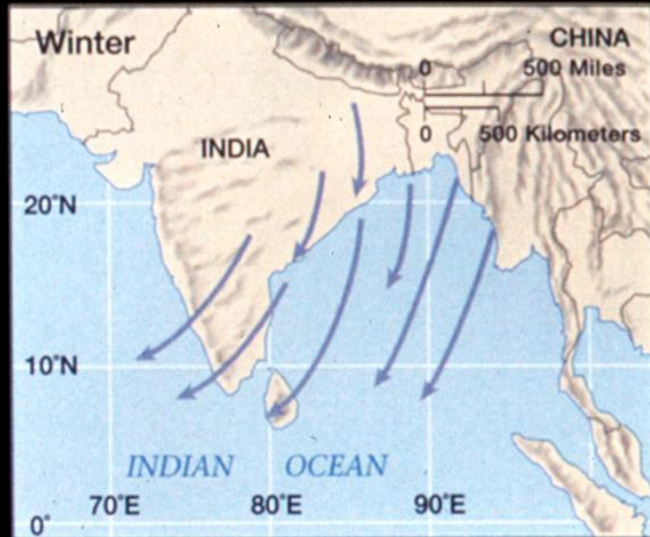 Winter
CHINA
0 500 Miles
0 500 Kilometers
INDIA
20°N
10°N
INDIAN OCEAN
70°E 80°E 90°E
0°